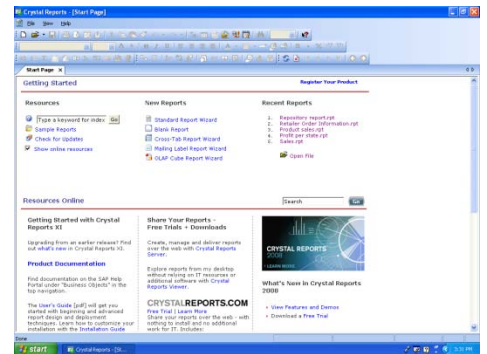 Crystal Reports - [Start Page]
File View Help
Start Page ×
Getting Started
Register Your Product
Resources
Type a keyword for index Go
Sample Reports
Check for Updates
Show online resources
New Reports
Standard Report Wizard
Blank Report
Cross-Tab Report Wizard
Mailing Label Report Wizard
OLAP Cube Report Wizard
Recent Reports
1. Repository report.rpt
2. Retailer Order Information.rpt
3. Product sales.rpt
4. Profit per state.rpt
5. Sales.rpt
Open File
Resources Online
Search Go
Getting Started with Crystal
Reports XI
Upgrading from an earlier release? Find
out what's new in Crystal Reports XI.
Product Documentation
Find documentation on the SAP Help
Portal under "Business Objects" in the
top navigation.
The User's Guide [pdf] will get you
started with beginning and advanced
report design and deployment
techniques. Learn how to customize your
installation with the Installation Guide
Share Your Reports -
Free Trials + Downloads
Create, manage and deliver reports
over the web with Crystal Reports
Server.
Explore reports from my desktop
without relying on IT resources or
additional software with Crystal
Reports Viewer.
CRYSTALREPORTS.COM
Free Trial | Learn More
Share your reports over the web - with
nothing to install and no additional
work for IT. Includes:
CRYSTAL REPORTS
2008
LEARN MORE
What's New in Crystal Reports
2008
View Features and Demos
Download a Free Trial
Done
start
Crystal Reports - [St...